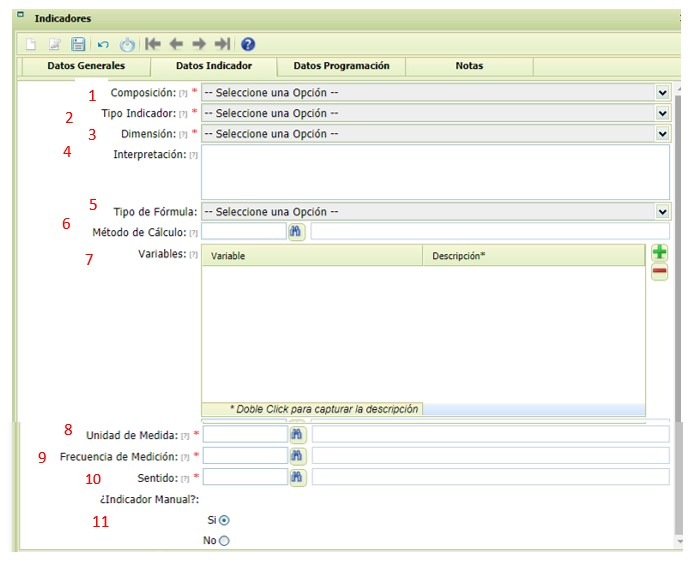 Indicadores
Datos Generales Datos Indicador Datos Programación Notas
1 Composición: [?] * -- Seleccione una Opción --
2 Tipo Indicador: [?] * -- Seleccione una Opción --
3 Dimensión: [?] * -- Seleccione una Opción --
4 Interpretación: [?]
5 Tipo de Fórmula: -- Seleccione una Opción --
6 Método de Cálculo: [?]
7 Variables: [?] Variable Descripción*
* Doble Click para capturar la descripción
8 Unidad de Medida: [?] *
9 Frecuencia de Medición: [?] *
10 Sentido: [?] *
¿Indicador Manual?:
11 Si
No